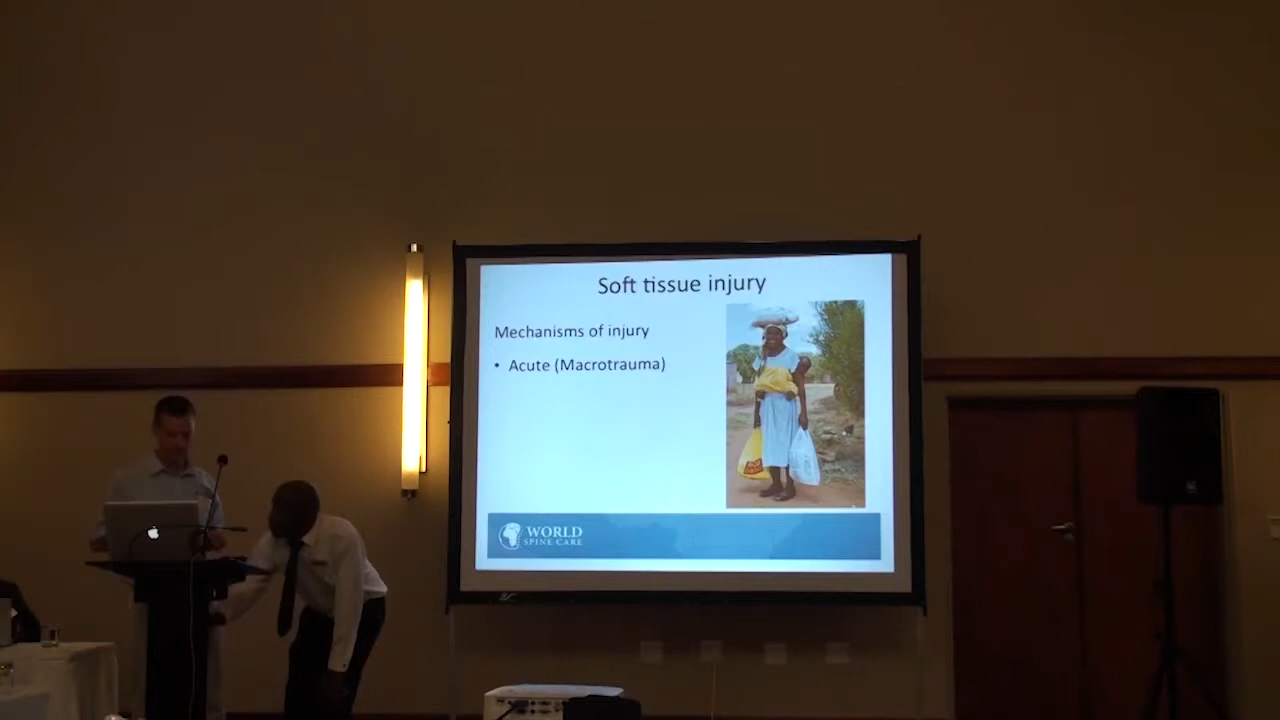 Soft tissue injury
Mechanisms of injury
• Acute (Macrotrauma)
WORLD
SPINE CARE